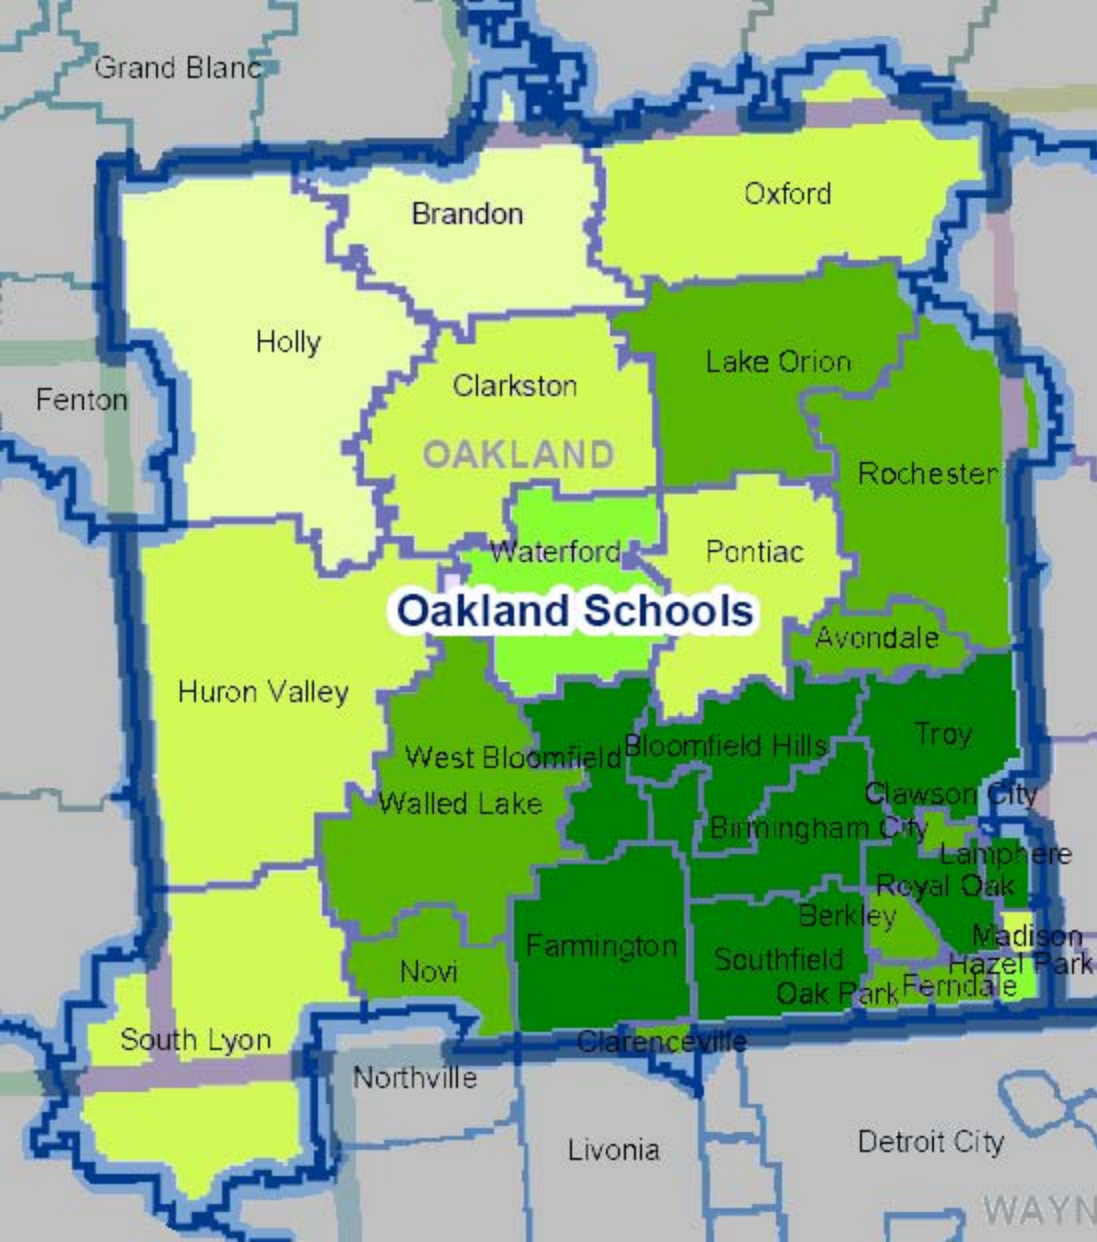 Grand Blanc
Oxford
Brandon
Holly
Lake Orion
Clarkston
Fenton
OAKLAND
Rochester
Waterford
Pontiac
Oakland Schools
Avondale
Huron Valley
Troy
Bloomfield Hills
West Bloomfield
Clawson City
Walled Lake
Birmingham City
Lamphere
Royal Oak
Berkley
Madison
Farmington
Southfield
Hazel Park
Novi
Ferndale
Oak Park
South Lyon
Clarenceville
Northville
Detroit City
Livonia
WAYN